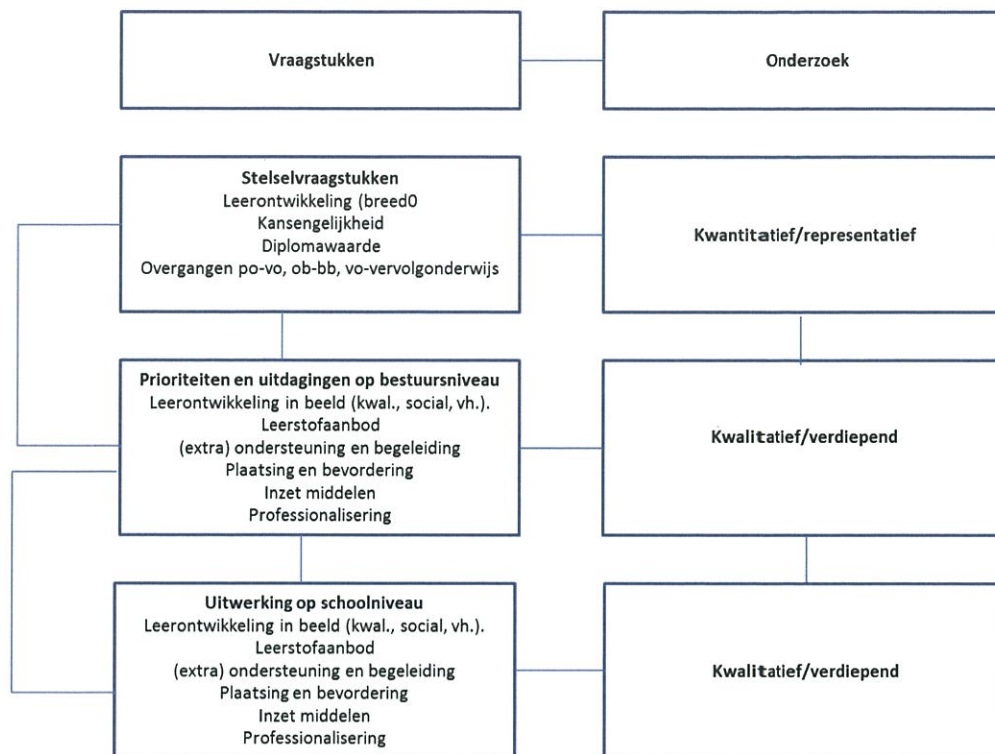 Vraagstukken
Onderzoek
Stelselvraagstukken
Leerontwikkeling (breed0
Kansengelijkheid
Diplomawaarde
Overgangen po-vo, ob-bb, vo-vervolgonderwijs
Kwantitatief/representatief
Prioriteiten en uitdagingen op bestuursniveau
Leerontwikkeling in beeld (kwal., social, vh.).
Leerstofaanbod
(extra) ondersteuning en begeleiding
Plaatsing en bevordering
Inzet middelen
Professionalisering
Kwalitatief/verdiepend
Uitwerking op schoolniveau
Leerontwikkeling in beeld (kwal., social, vh.).
Leerstofaanbod
(extra) ondersteuning en begeleiding
Plaatsing en bevordering
Inzet middelen
Professionalisering
Kwalitatief/verdiepend